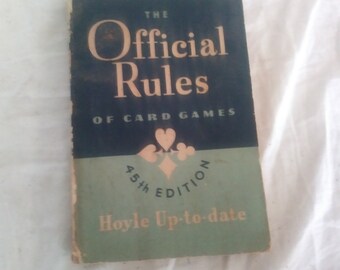 THE
Official
Rules
OF CARD GAMES
45th EDITION
Hoyle Up-to-date